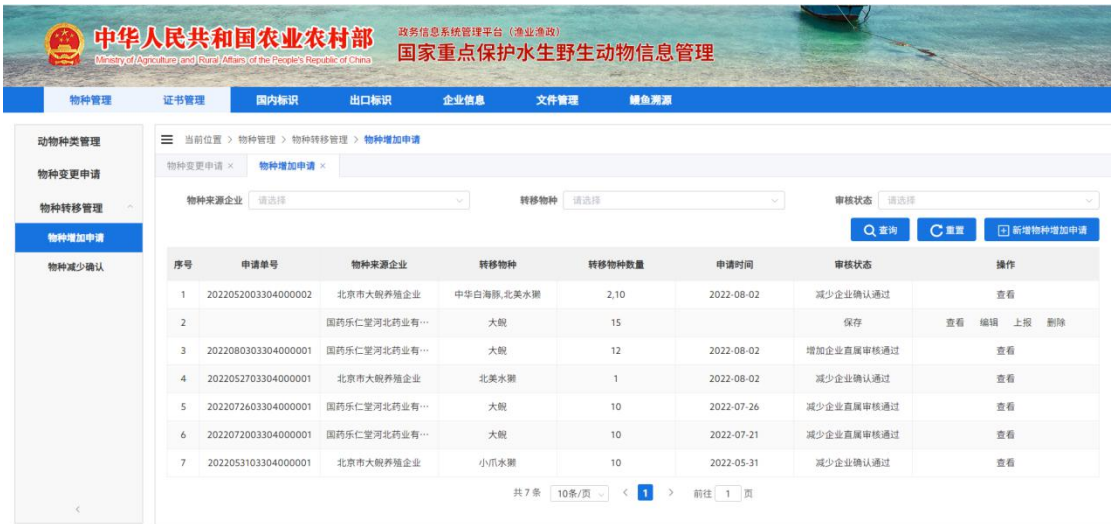 中华人民共和国农业农村部
Ministry of Agriculture and Rural Affairs of the People's Republic of China
政务信息系统管理平台（渔业渔政）
国家重点保护水生野生动物信息管理
物种管理 证书管理 国内标识 出口标识 企业信息 文件管理 鳗鱼溯源
动物种类管理
物种变更申请
物种转移管理
物种增加申请
物种减少确认
当前位置 > 物种管理 > 物种转移管理 > 物种增加申请
物种变更申请 × 物种增加申请 ×
物种来源企业 请选择 转移物种 请选择 审核状态 请选择
查询 重置 新增物种增加申请
序号 申请单号 物种来源企业 转移物种 转移物种数量 申请时间 审核状态 操作
1 2022052003304000002 北京市大鲵养殖企业 中华白海豚,北美水獭 2,10 2022-08-02 减少企业确认通过 查看
2 国药乐仁堂河北药业有… 大鲵 15 保存 查看 编辑 上报 删除
3 2022080303304000001 国药乐仁堂河北药业有… 大鲵 12 2022-08-02 增加企业直属审核通过 查看
4 2022052703304000001 北京市大鲵养殖企业 北美水獭 1 2022-08-02 减少企业确认通过 查看
5 2022072603304000001 国药乐仁堂河北药业有… 大鲵 10 2022-07-26 减少企业直属审核通过 查看
6 2022072003304000001 国药乐仁堂河北药业有… 大鲵 10 2022-07-21 减少企业直属审核通过 查看
7 2022053103304000001 北京市大鲵养殖企业 小爪水獭 10 2022-05-31 减少企业确认通过 查看
共 7 条 10条/页 < 1 > 前往 1 页